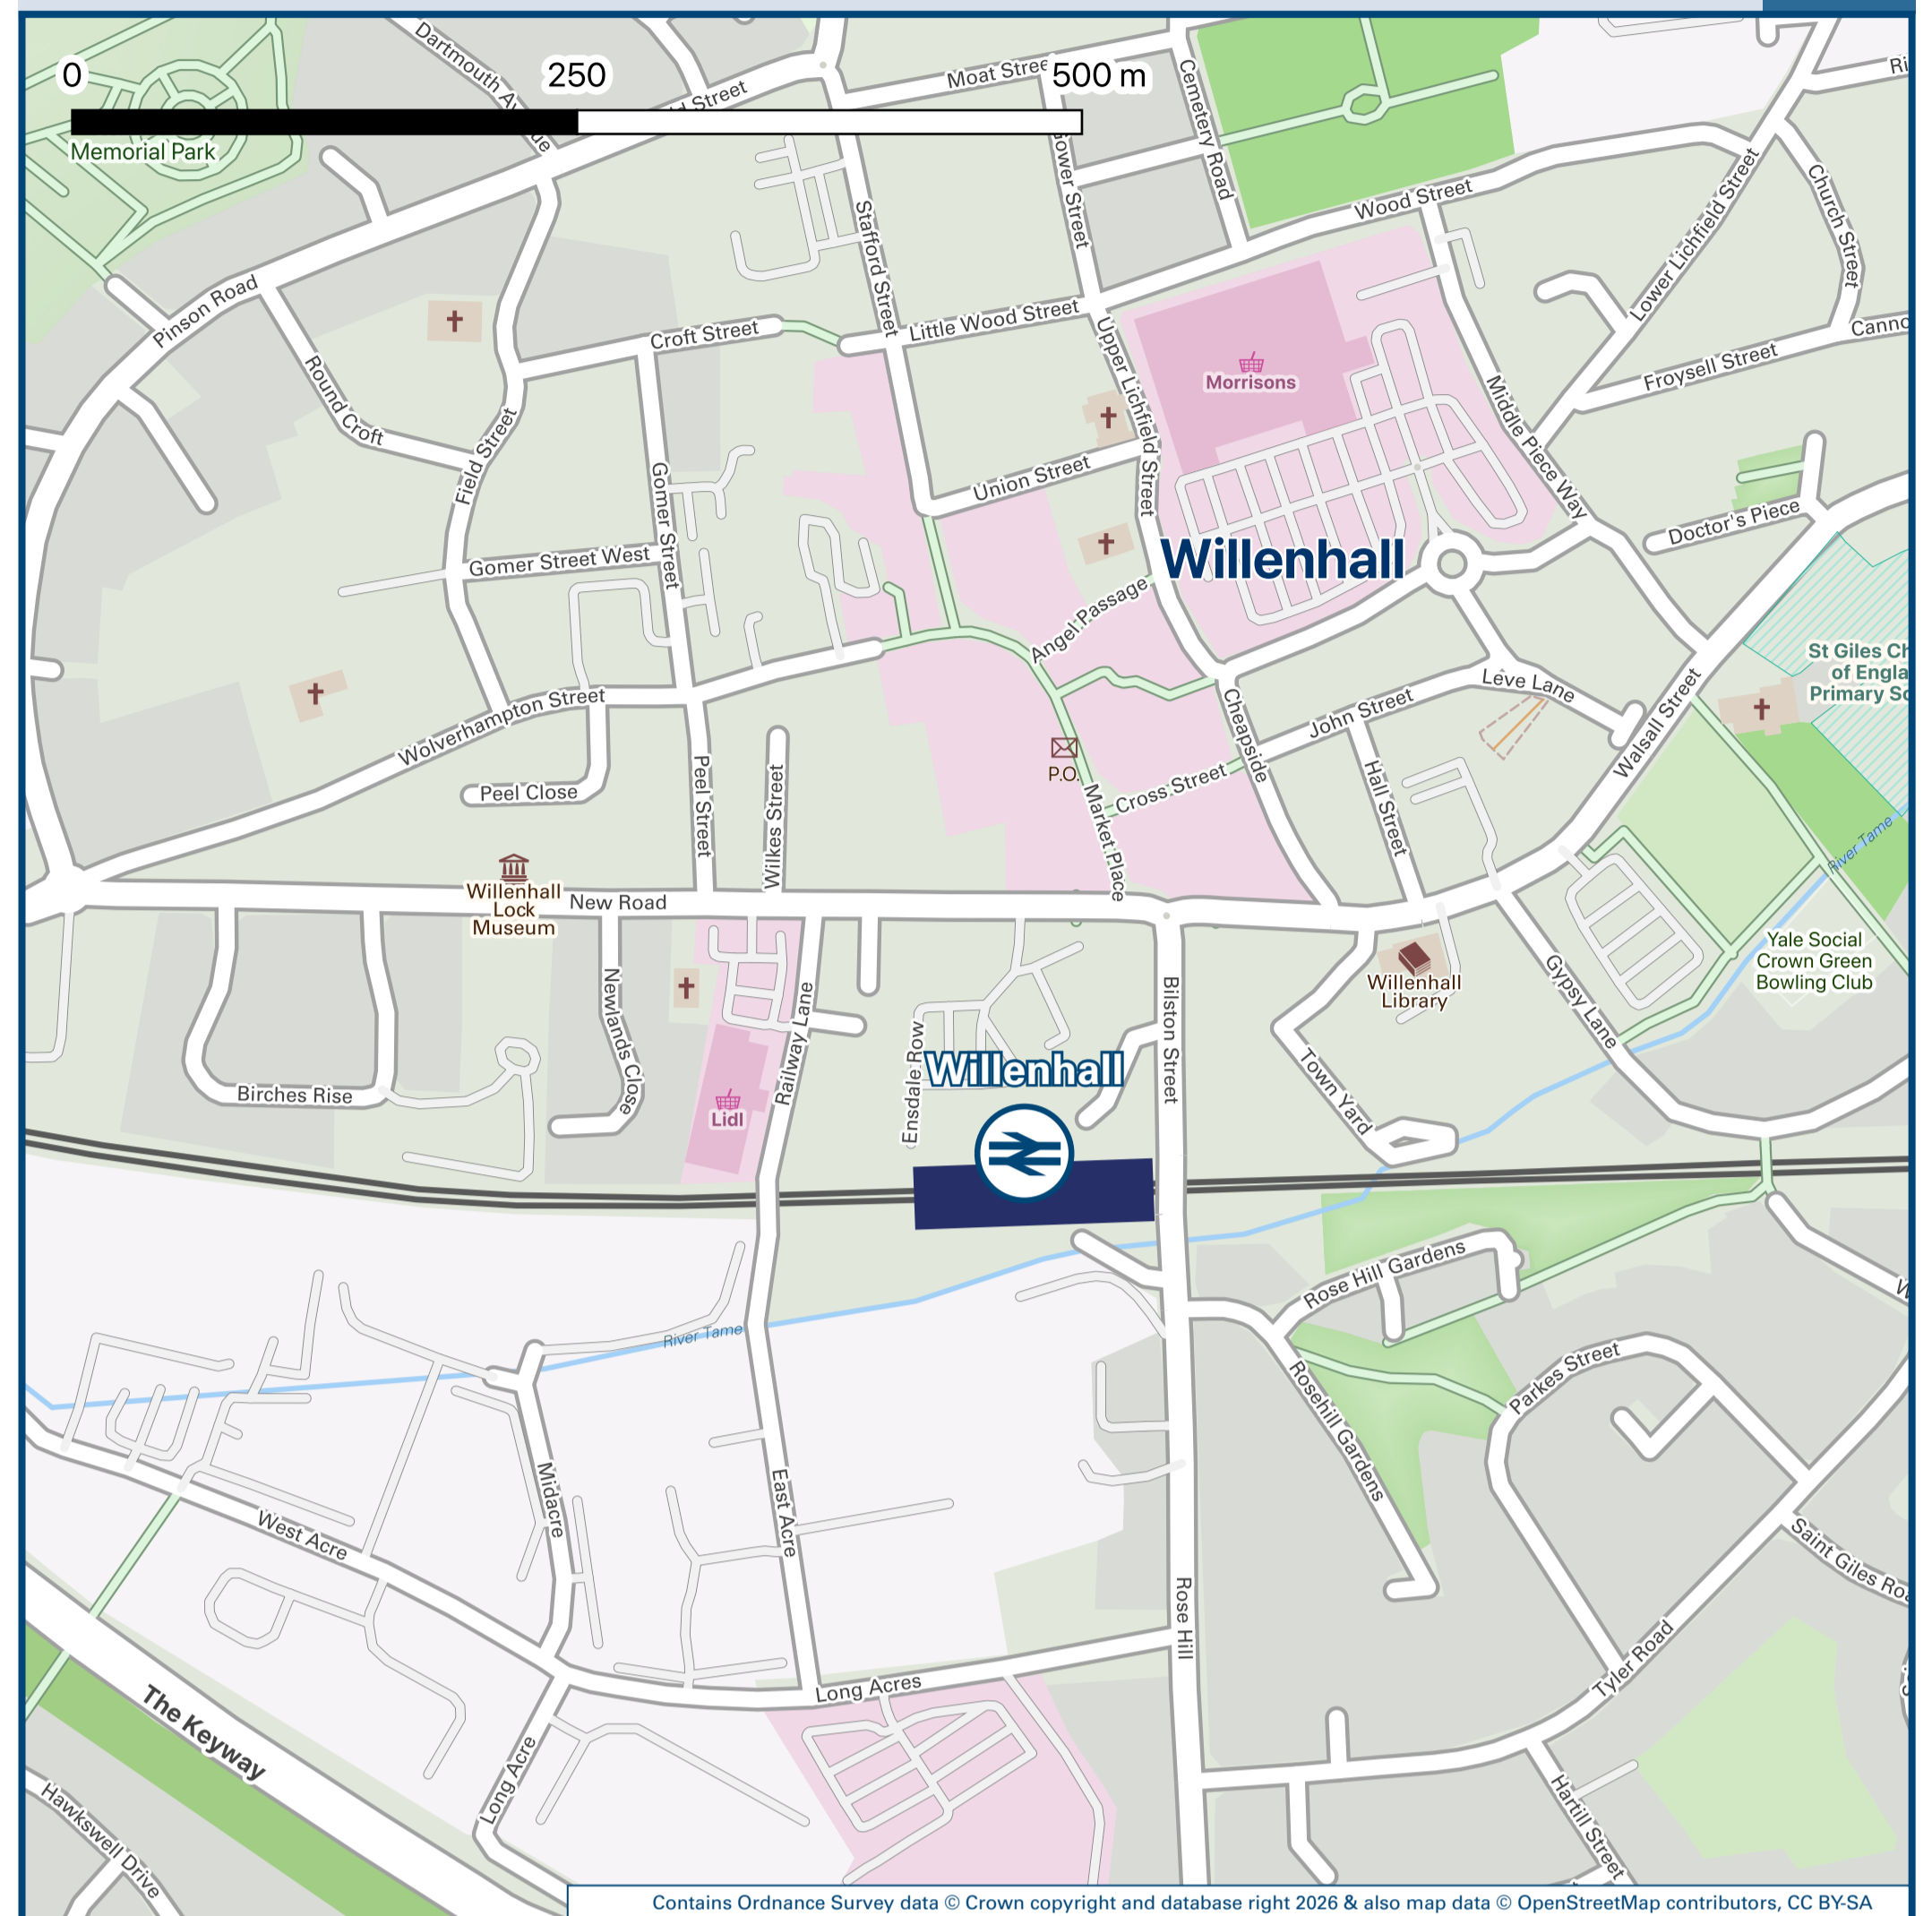 0
250
500 m
Memorial Park
Moat Stree
Cemetery Road
Stafford Street
Wood Street
Lower Lichfield Street
Church Street
Pinson Road
Round Croft
Field Street
Croft Street
Little Wood Street
Upper Lichfield Street
Morrisons
Froysell Street
Middle Piece Way
Union Street
Gomer Street
Gomer Street West
Doctor's Piece
Willenhall
Angel Passage
St Giles Ch
of Engla
Primary Sc
Leve Lane
John Street
Cheapside
Walsall Street
Wolverhampton Street
Peel Close
Peel Street
Wilkes Street
P.O.
Cross Street
Market Place
Hall Street
River Tame
Willenhall
Lock
Museum
New Road
Newlands Close
Railway Lane
Ensdale Row
Bilston Street
Willenhall
Library
Gypsy Lane
Yale Social
Crown Green
Bowling Club
Town Yard
Birches Rise
Lidl
Willenhall
River Tame
Rose Hill Gardens
Rosehill Gardens
Parkes Street
Midacre
East Acre
West Acre
Rose Hill
Saint Giles Roa
Tyler Road
Long Acres
Long Acre
The Keyway
Hawkswell Drive
Hartill Street
Contains Ordnance Survey data © Crown copyright and database right 2026 & also map data © OpenStreetMap contributors, CC BY-SA